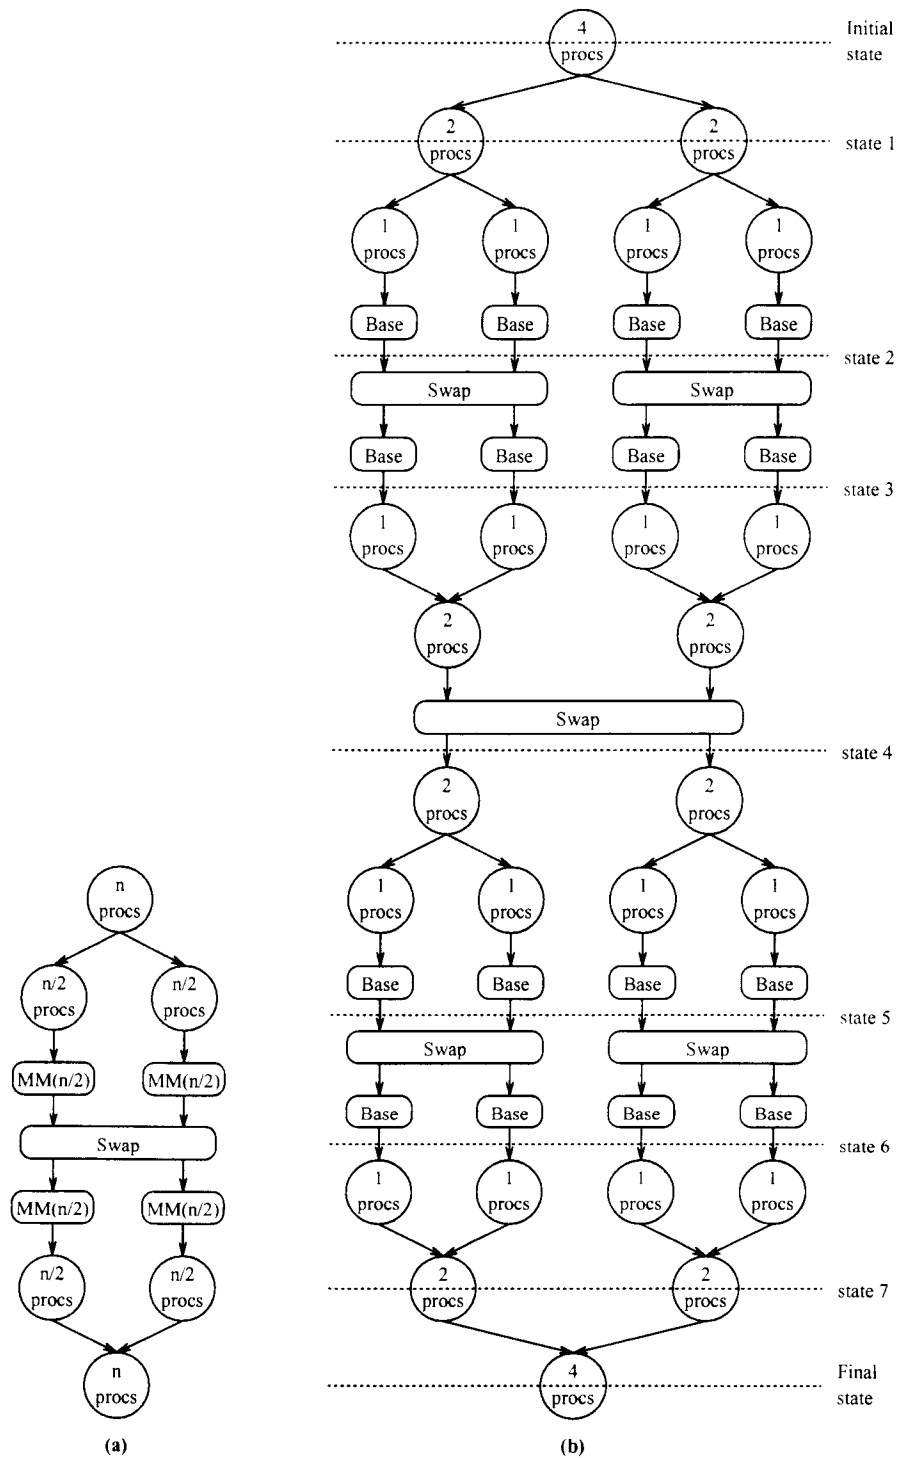 4
procs
Initial
state
2
procs
2
procs
state 1
1
procs
1
procs
1
procs
1
procs
Base
Base
Base
Base
state 2
Swap
Swap
Base
Base
Base
Base
state 3
1
procs
1
procs
1
procs
1
procs
2
procs
2
procs
Swap
state 4
2
procs
2
procs
1
procs
1
procs
1
procs
1
procs
Base
Base
Base
Base
state 5
Swap
Swap
Base
Base
Base
Base
state 6
1
procs
1
procs
1
procs
1
procs
2
procs
2
procs
state 7
4
procs
Final
state
(b)
n
procs
n/2
procs
n/2
procs
MM(n/2)
MM(n/2)
Swap
MM(n/2)
MM(n/2)
n/2
procs
n/2
procs
n
procs
(a)